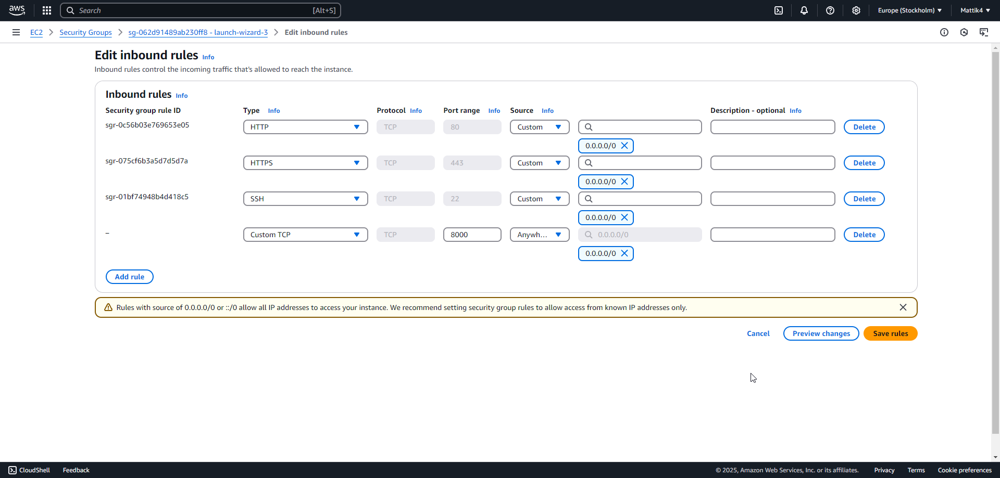 aws
Search [Alt+S]
Europe (Stockholm)
Mattik4
EC2
Security Groups
sg-062d91489ab230ff8 - launch-wizard-3
Edit inbound rules
Edit inbound rules Info
Inbound rules control the incoming traffic that's allowed to reach the instance.
Inbound rules Info
Security group rule ID Type Info Protocol Info Port range Info Source Info Description - optional Info
sgr-0c56b03e769653e05 HTTP TCP 80 Custom Delete
0.0.0.0/0
sgr-075cf6b3a5d7d5d7a HTTPS TCP 443 Custom Delete
0.0.0.0/0
sgr-01bf74948b4d418c5 SSH TCP 22 Custom Delete
0.0.0.0/0
– Custom TCP TCP 8000 Anywh... 0.0.0.0/0 Delete
0.0.0.0/0
Add rule
Rules with source of 0.0.0.0/0 or ::/0 allow all IP addresses to access your instance. We recommend setting security group rules to allow access from known IP addresses only.
Cancel Preview changes Save rules
CloudShell Feedback © 2025, Amazon Web Services, Inc. or its affiliates. Privacy Terms Cookie preferences